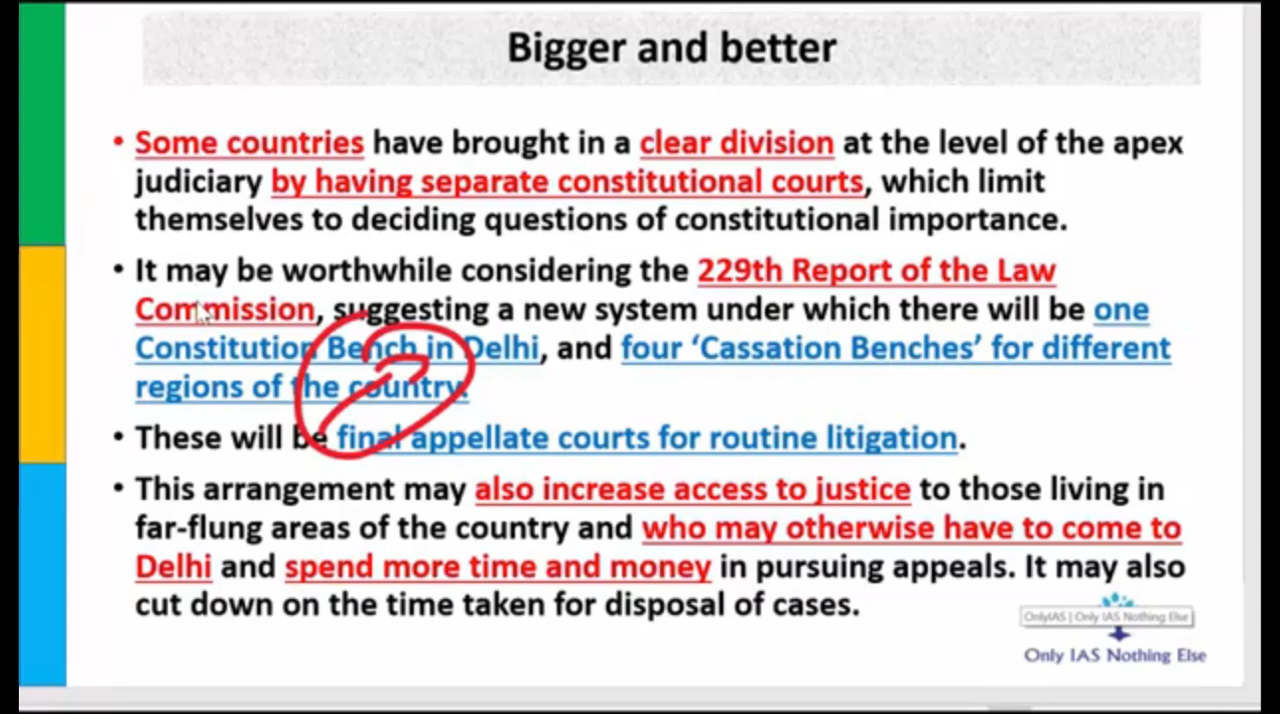 Bigger and better
• Some countries have brought in a clear division at the level of the apex
judiciary by having separate constitutional courts, which limit
themselves to deciding questions of constitutional importance.
• It may be worthwhile considering the 229th Report of the Law
Commission, suggesting a new system under which there will be one
Constitution Bench in Delhi, and four ‘Cassation Benches’ for different
regions of the country.
• These will be final appellate courts for routine litigation.
• This arrangement may also increase access to justice to those living in
far-flung areas of the country and who may otherwise have to come to
Delhi and spend more time and money in pursuing appeals. It may also
cut down on the time taken for disposal of cases.
OnlyIAS | Only IAS Nothing Else
Only IAS Nothing Else